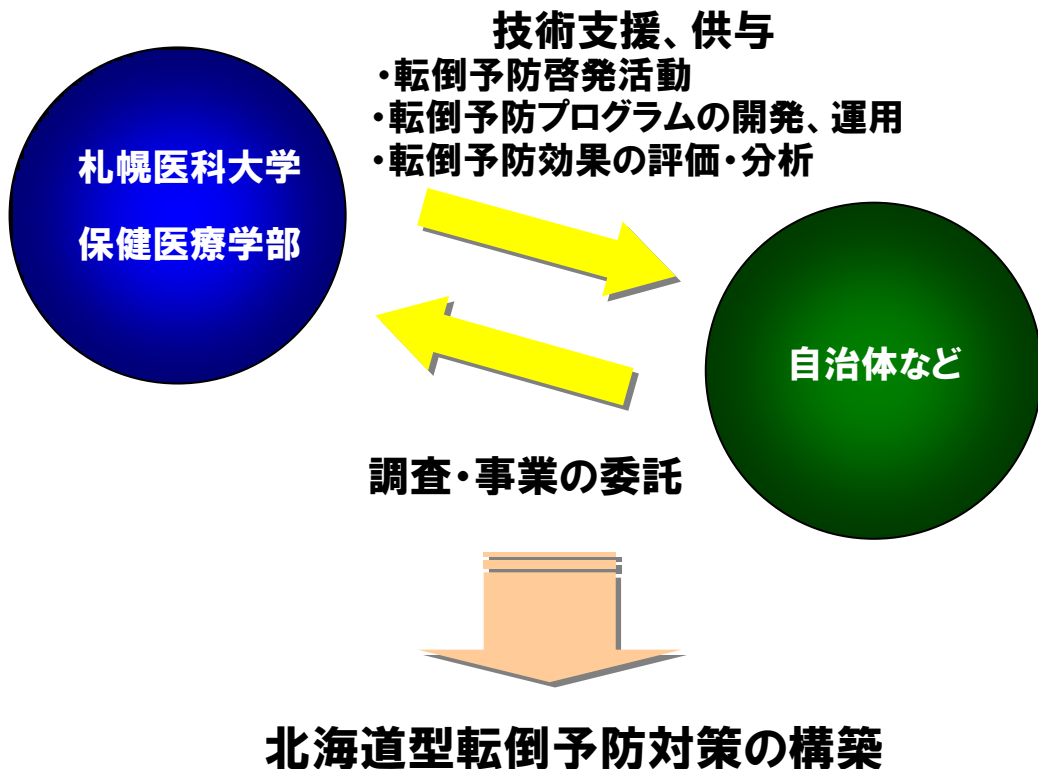 技術支援、供与
・転倒予防啓発活動
・転倒予防プログラムの開発、運用
・転倒予防効果の評価・分析
札幌医科大学
保健医療学部
自治体など
調査・事業の委託
北海道型転倒予防対策の構築